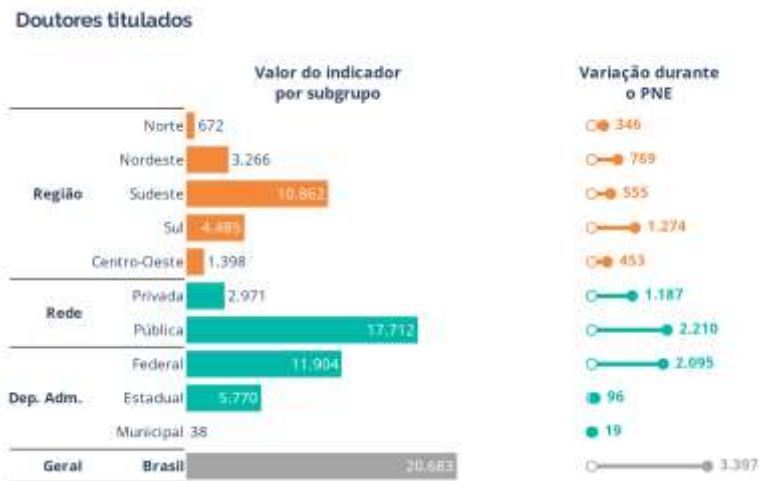 Doutores titulados
Valor do indicador por subgrupo
Variação durante o PNE
Região
Norte 672 346
Nordeste 3.266 769
Sudeste 10.862 555
Sul 4.485 1.274
Centro-Oeste 1.398 453
Rede
Privada 2.971 1.187
Pública 17.712 2.210
Dep. Adm.
Federal 11.904 2.095
Estadual 5.770 96
Municipal 38 19
Geral Brasil 20.683 3.397